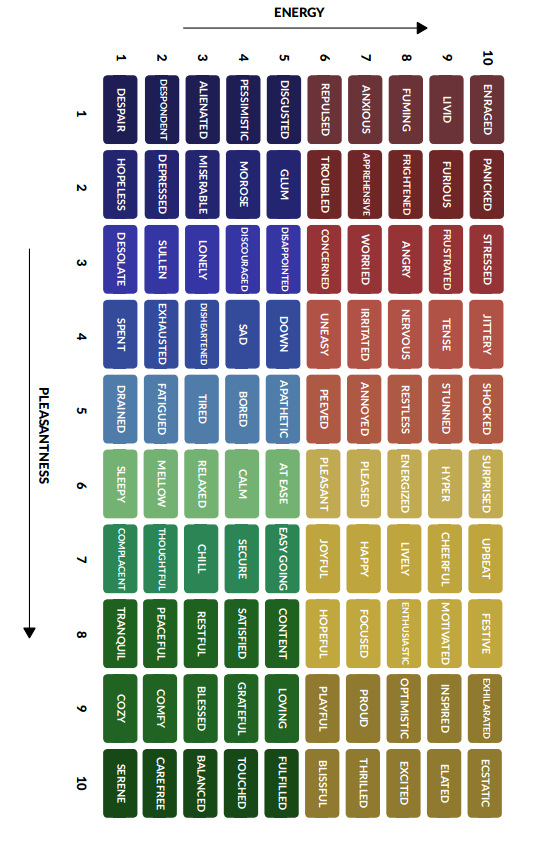 ENERGY
1 2 3 4 5 6 7 8 9 10
PLEASANTNESS
1 DESPAIR DESPONDENT ALIENATED PESSIMISTIC DISGUSTED REPULSED ANXIOUS FUMING LIVID ENRAGED
2 HOPELESS DEPRESSED MISERABLE MOROSE GLUM TROUBLED APPREHENSIVE FRIGHTENED FURIOUS PANICKED
3 DESOLATE SULLEN LONELY DISCOURAGED DISAPPOINTED CONCERNED WORRIED ANGRY FRUSTRATED STRESSED
4 SPENT EXHAUSTED DISHEARTENED SAD DOWN UNEASY IRRITATED NERVOUS TENSE JITTERY
5 DRAINED FATIGUED TIRED BORED APATHETIC PEEVED ANNOYED RESTLESS STUNNED SHOCKED
6 SLEEPY MELLOW RELAXED CALM AT EASE PLEASANT PLEASED ENERGIZED HYPER SURPRISED
7 COMPLACENT THOUGHTFUL CHILL SECURE EASY GOING JOYFUL HAPPY LIVELY CHEERFUL UPBEAT
8 TRANQUIL PEACEFUL RESTFUL SATISFIED CONTENT HOPEFUL FOCUSED ENTHUSIASTIC MOTIVATED FESTIVE
9 COZY COMFY BLESSED GRATEFUL LOVING PLAYFUL PROUD OPTIMISTIC INSPIRED EXHILARATED
10 SERENE CAREFREE BALANCED TOUCHED FULFILLED BLISSFUL THRILLED EXCITED ELATED ECSTATIC